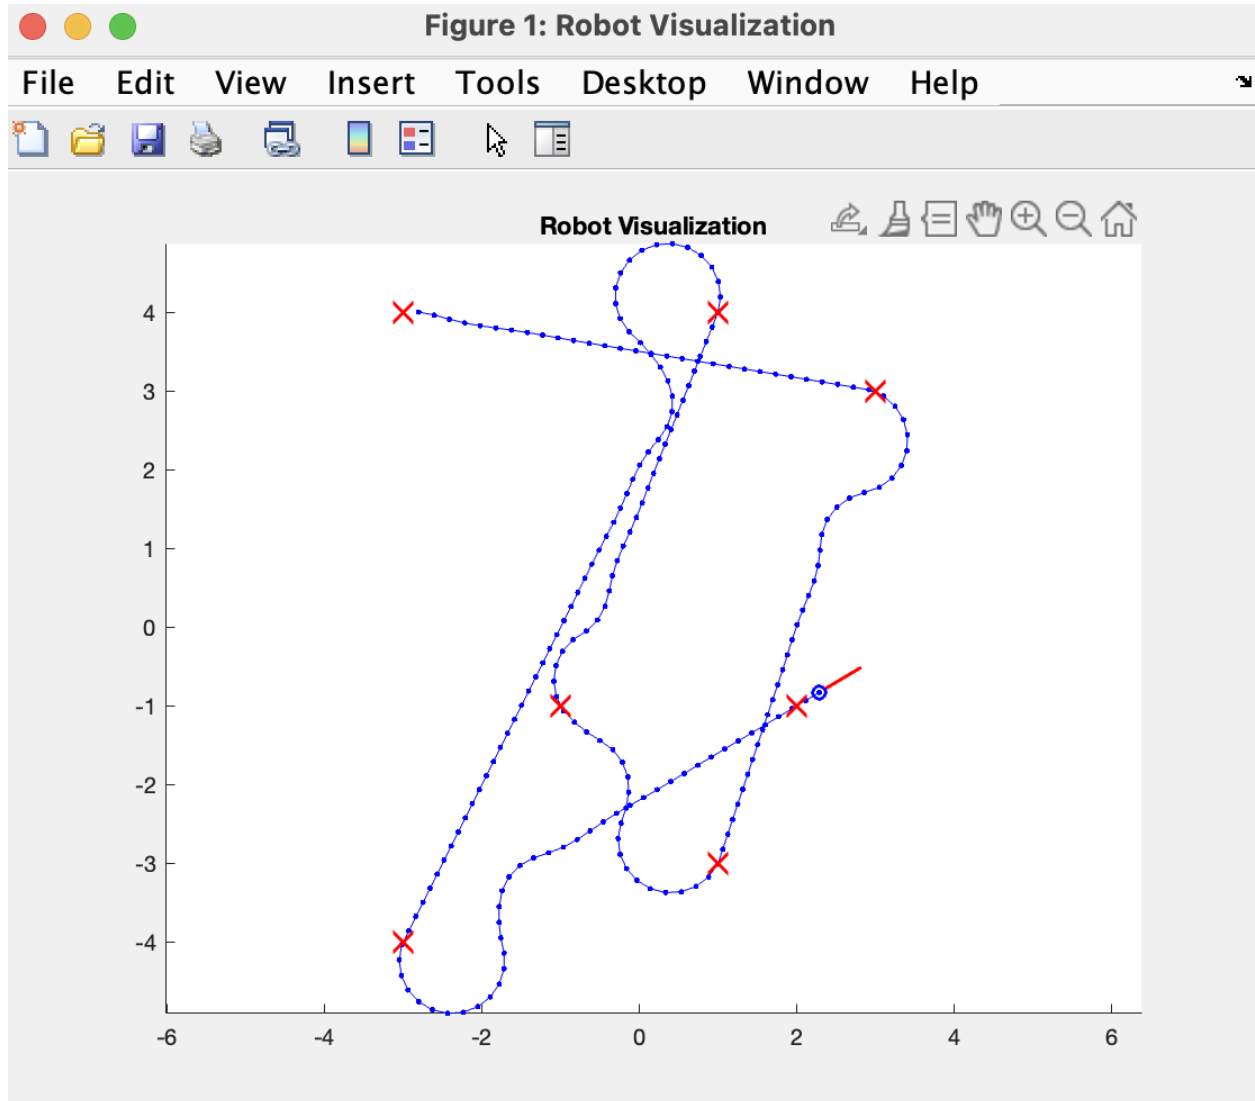 Figure 1: Robot Visualization
File Edit View Insert Tools Desktop Window Help
Robot Visualization
4
3
2
1
0
-1
-2
-3
-4
-6 -4 -2 0 2 4 6